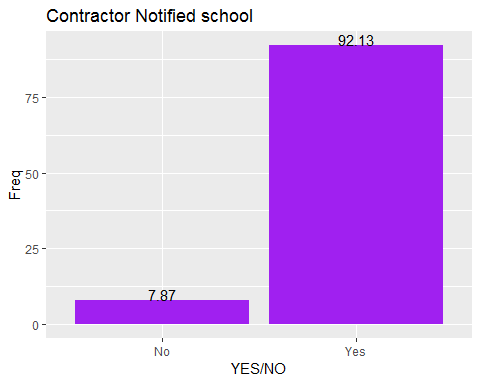 Contractor Notified school
92.13
75
50
Freq
25
7.87
0
No Yes
YES/NO